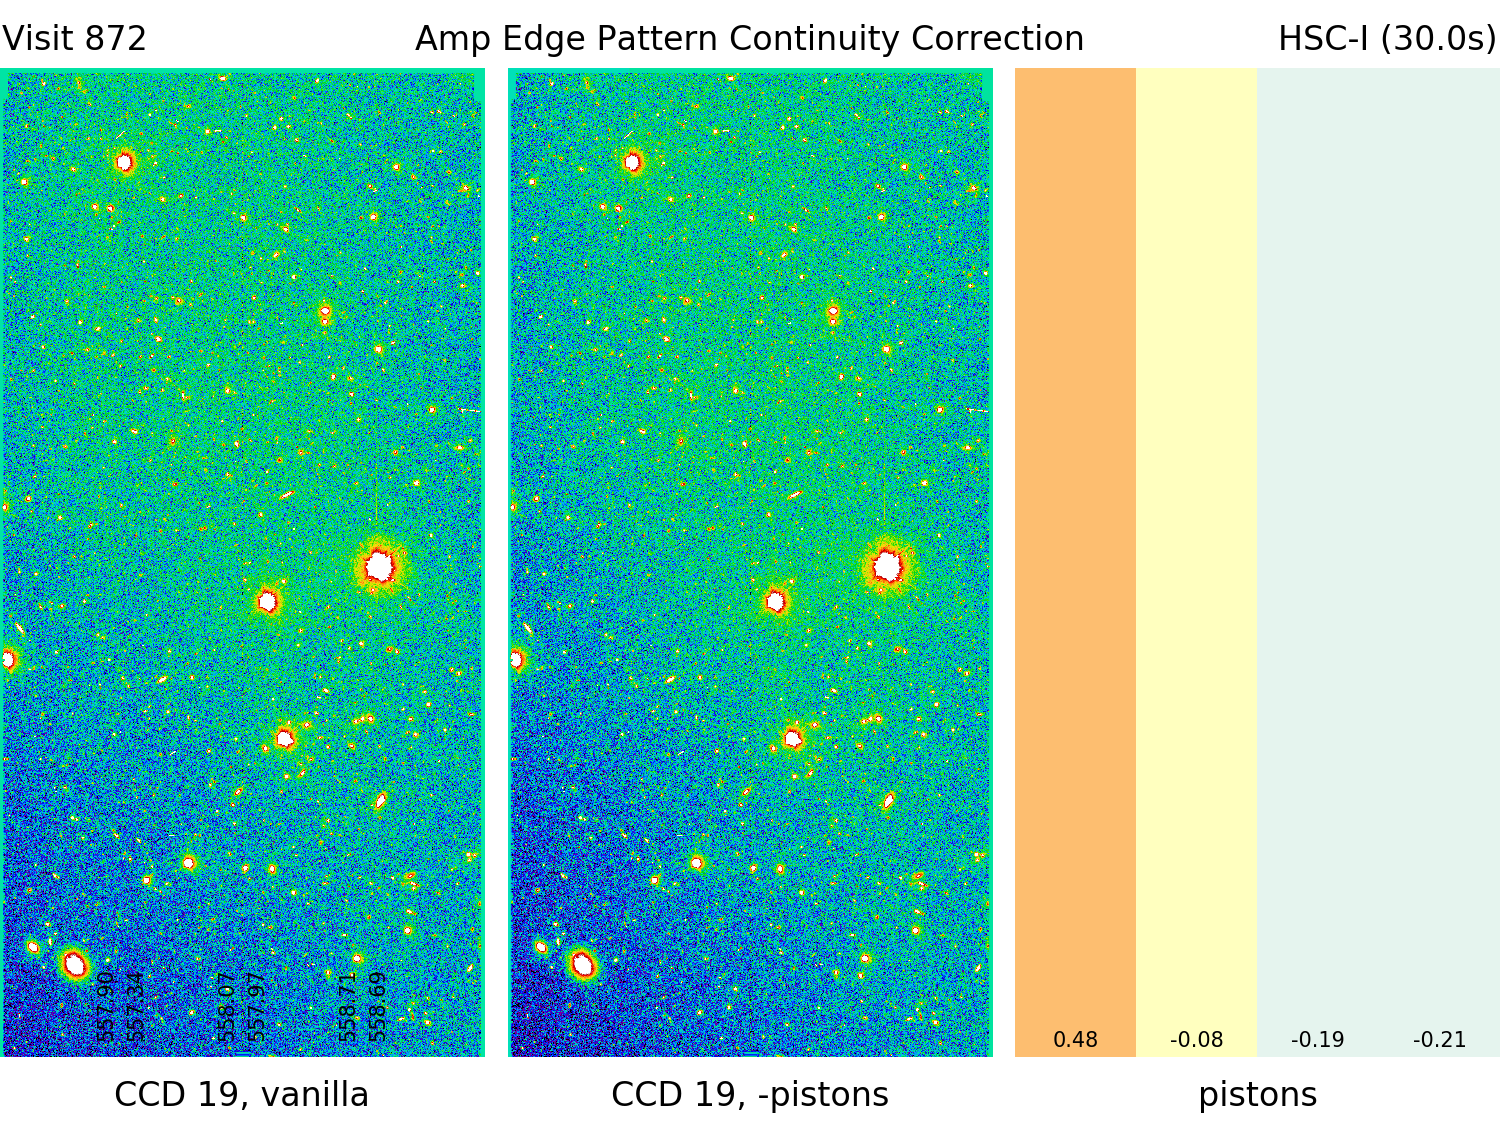 Visit 872
Amp Edge Pattern Continuity Correction
HSC-I (30.0s)
557.90
557.34
558.07
557.97
558.71
558.69
0.48
-0.08
-0.19
-0.21
CCD 19, vanilla
CCD 19, -pistons
pistons